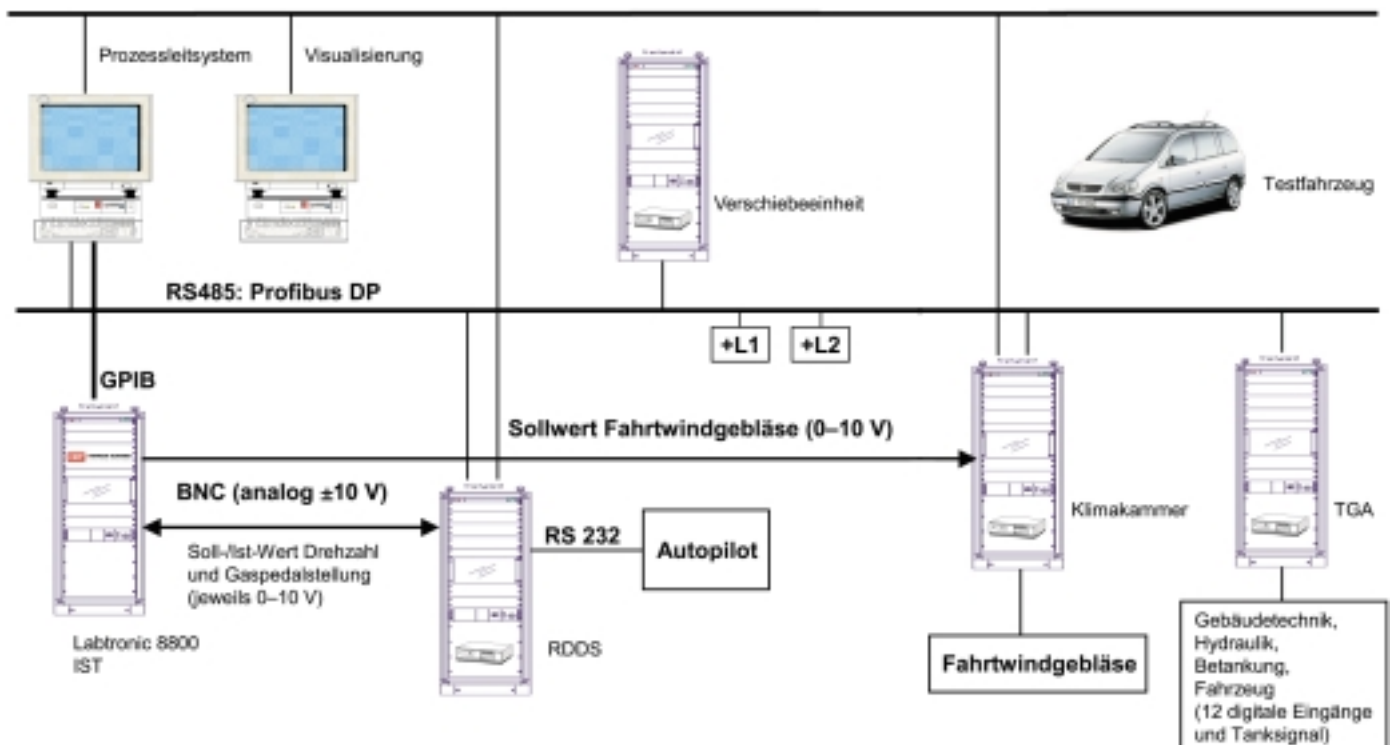 Prozessleitsystem
Visualisierung
Verschiebeeinheit
Testfahrzeug
RS485: Profibus DP
+L1
+L2
GPIB
Sollwert Fahrtwindgebläse (0–10 V)
BNC (analog ±10 V)
Klimakammer
TGA
Soll-/Ist-Wert Drehzahl
und Gaspedalstellung
(jeweils 0–10 V)
RS 232
Autopilot
Labtronic 8800
IST
RDDS
Fahrtwindgebläse
Gebäudetechnik,
Hydraulik,
Betankung,
Fahrzeug
(12 digitale Eingänge
und Tanksignal)